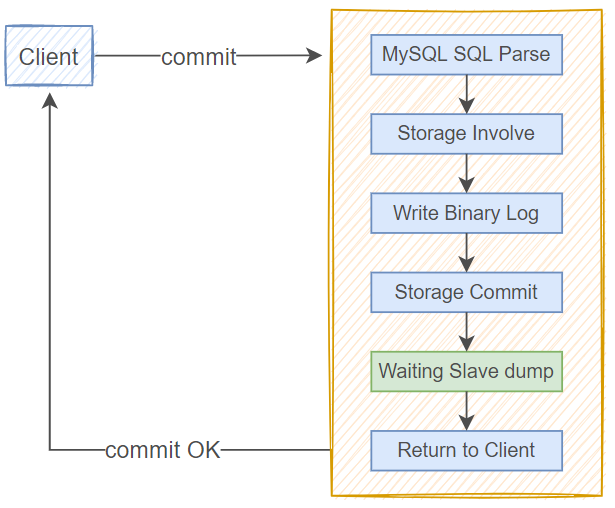 Client
commit
MySQL SQL Parse
Storage Involve
Write Binary Log
Storage Commit
Waiting Slave dump
Return to Client
commit OK